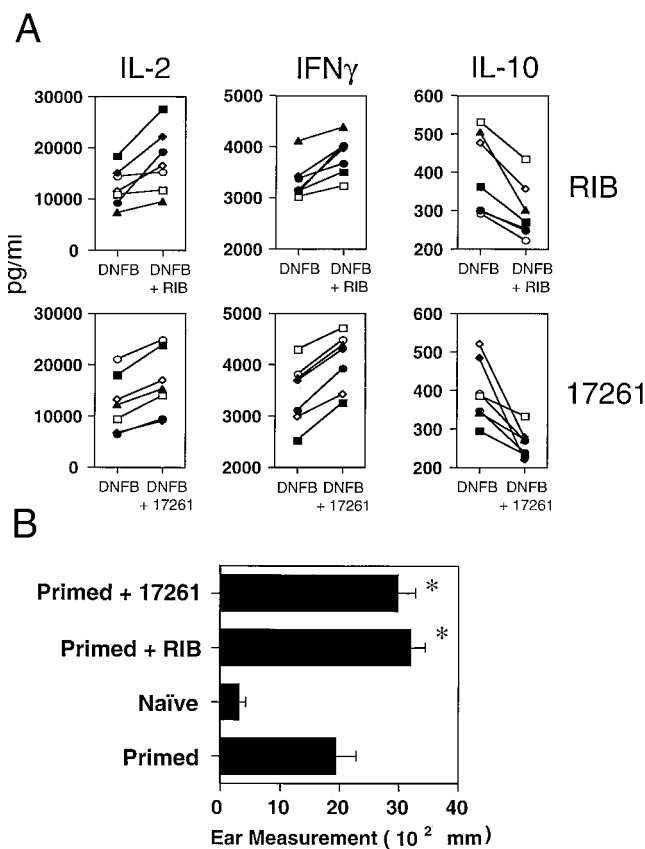 A
IL-2 IFNγ IL-10
pg/ml
30000 5000 600
20000 4000 500
10000 3000 400
0 2000 300
200
RIB
DNFB DNFB + RIB DNFB DNFB + RIB DNFB DNFB + RIB
30000 5000 600
20000 4000 500
10000 3000 400
0 2000 300
200
17261
DNFB DNFB + 17261 DNFB DNFB + 17261 DNFB DNFB + 17261
B
Primed + 17261 *
Primed + RIB *
Naïve
Primed
0 10 20 30 40
Ear Measurement ( 10 2 mm)